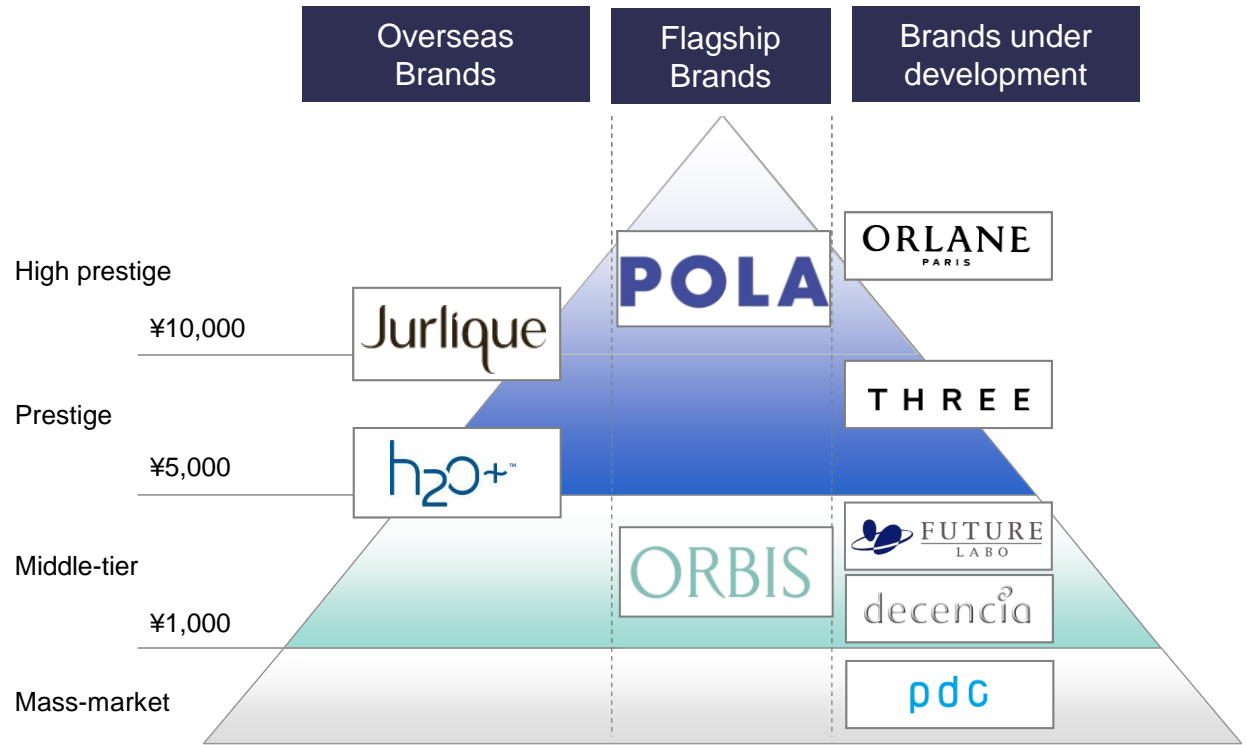 Overseas
Brands
Flagship
Brands
Brands under
development
High prestige
¥10,000
Prestige
¥5,000
Middle-tier
¥1,000
Mass-market
Jurlique
h2o+™
POLA
ORBIS
ORLANE
PARIS
THREE
FUTURE
LABO
decencia
pdc